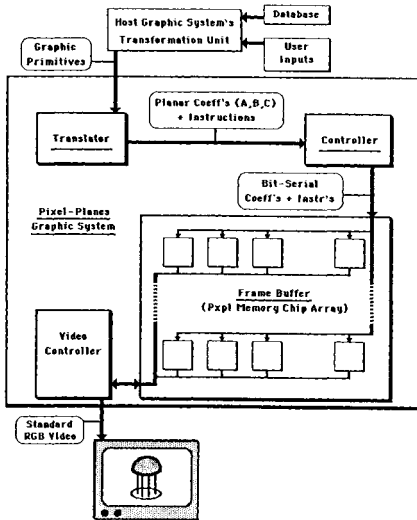 Host Graphic System's
Transformation Unit
Database
User
Inputs
Graphic
Primitives
Planar Coeff's (A,B,C)
+ Instructions
Translator
Controller
Bit-Serial
Coeff's + Instr's
Pixel-Planes
Graphic System
Frame Buffer
(Pxpl Memory Chip Array)
Video
Controller
Standard
RGB Video